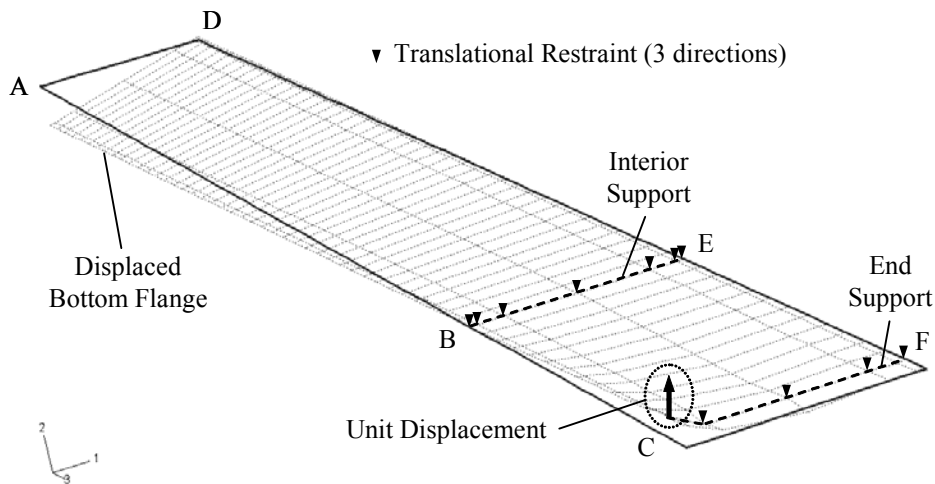 D
▼ Translational Restraint (3 directions)
A
Interior
Support
E
End
Support
Displaced
Bottom Flange
B
F
Unit Displacement
C
2
1
3